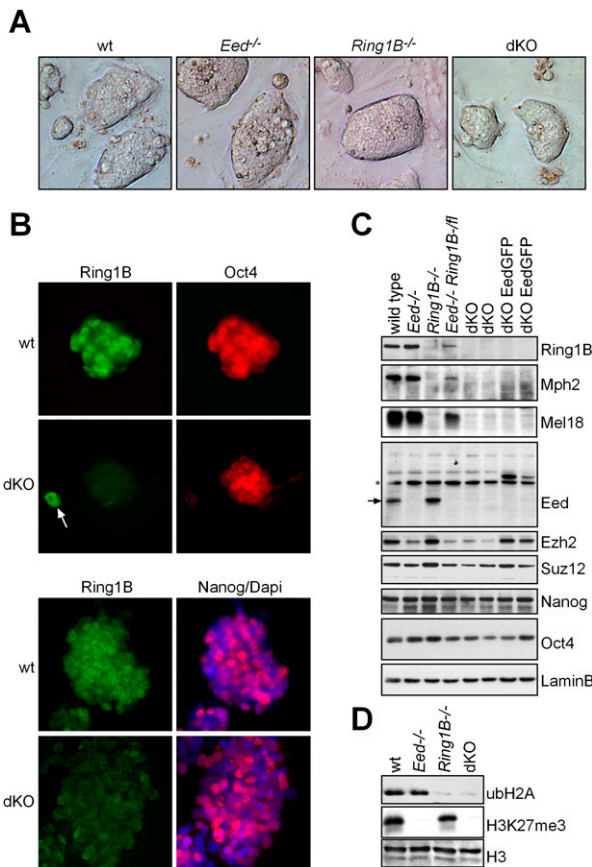 A
wt Eed-/- Ring1B-/- dKO
B
Ring1B Oct4
wt
dKO
Ring1B Nanog/Dapi
wt
dKO
C
wild type
Eed-/-
Ring1B-/-
Eed-/- Ring1B-/fl
dKO
dKO
dKO EedGFP
dKO EedGFP
Ring1B
Mph2
Mel18
*
Eed
Ezh2
Suz12
Nanog
Oct4
LaminB
D
wt
Eed-/-
Ring1B-/-
dKO
ubH2A
H3K27me3
H3